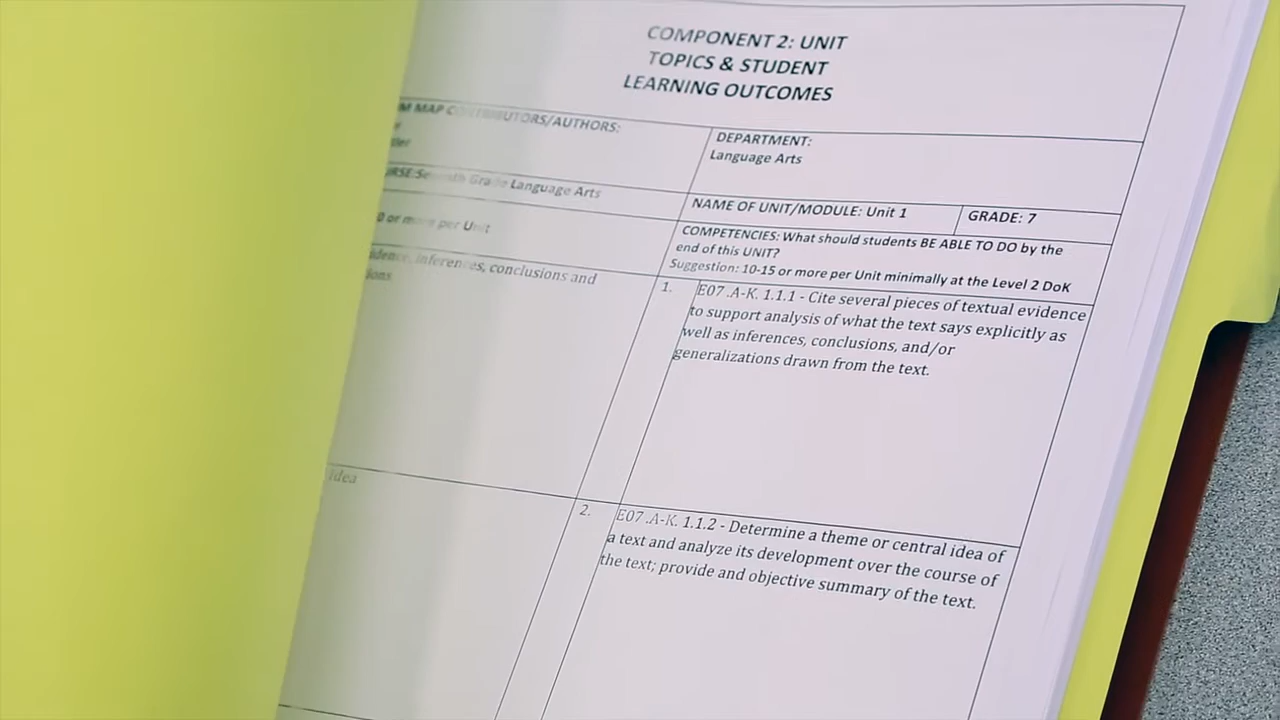 COMPONENT 2: UNIT
TOPICS & STUDENT
LEARNING OUTCOMES
M MAP CONTRIBUTORS/AUTHORS:
DEPARTMENT:
Language Arts
Seventh Grade Language Arts
NAME OF UNIT/MODULE: Unit 1
GRADE: 7
0 or more per Unit
COMPETENCIES: What should students BE ABLE TO DO by the
end of this UNIT?
Suggestion: 10-15 or more per Unit minimally at the Level 2 DoK
inferences, conclusions and
1. E07 .A-K. 1.1.1 - Cite several pieces of textual evidence
to support analysis of what the text says explicitly as
well as inferences, conclusions, and/or
generalizations drawn from the text.
idea
2. E07 .A-K. 1.1.2 - Determine a theme or central idea of
a text and analyze its development over the course of
the text; provide and objective summary of the text.